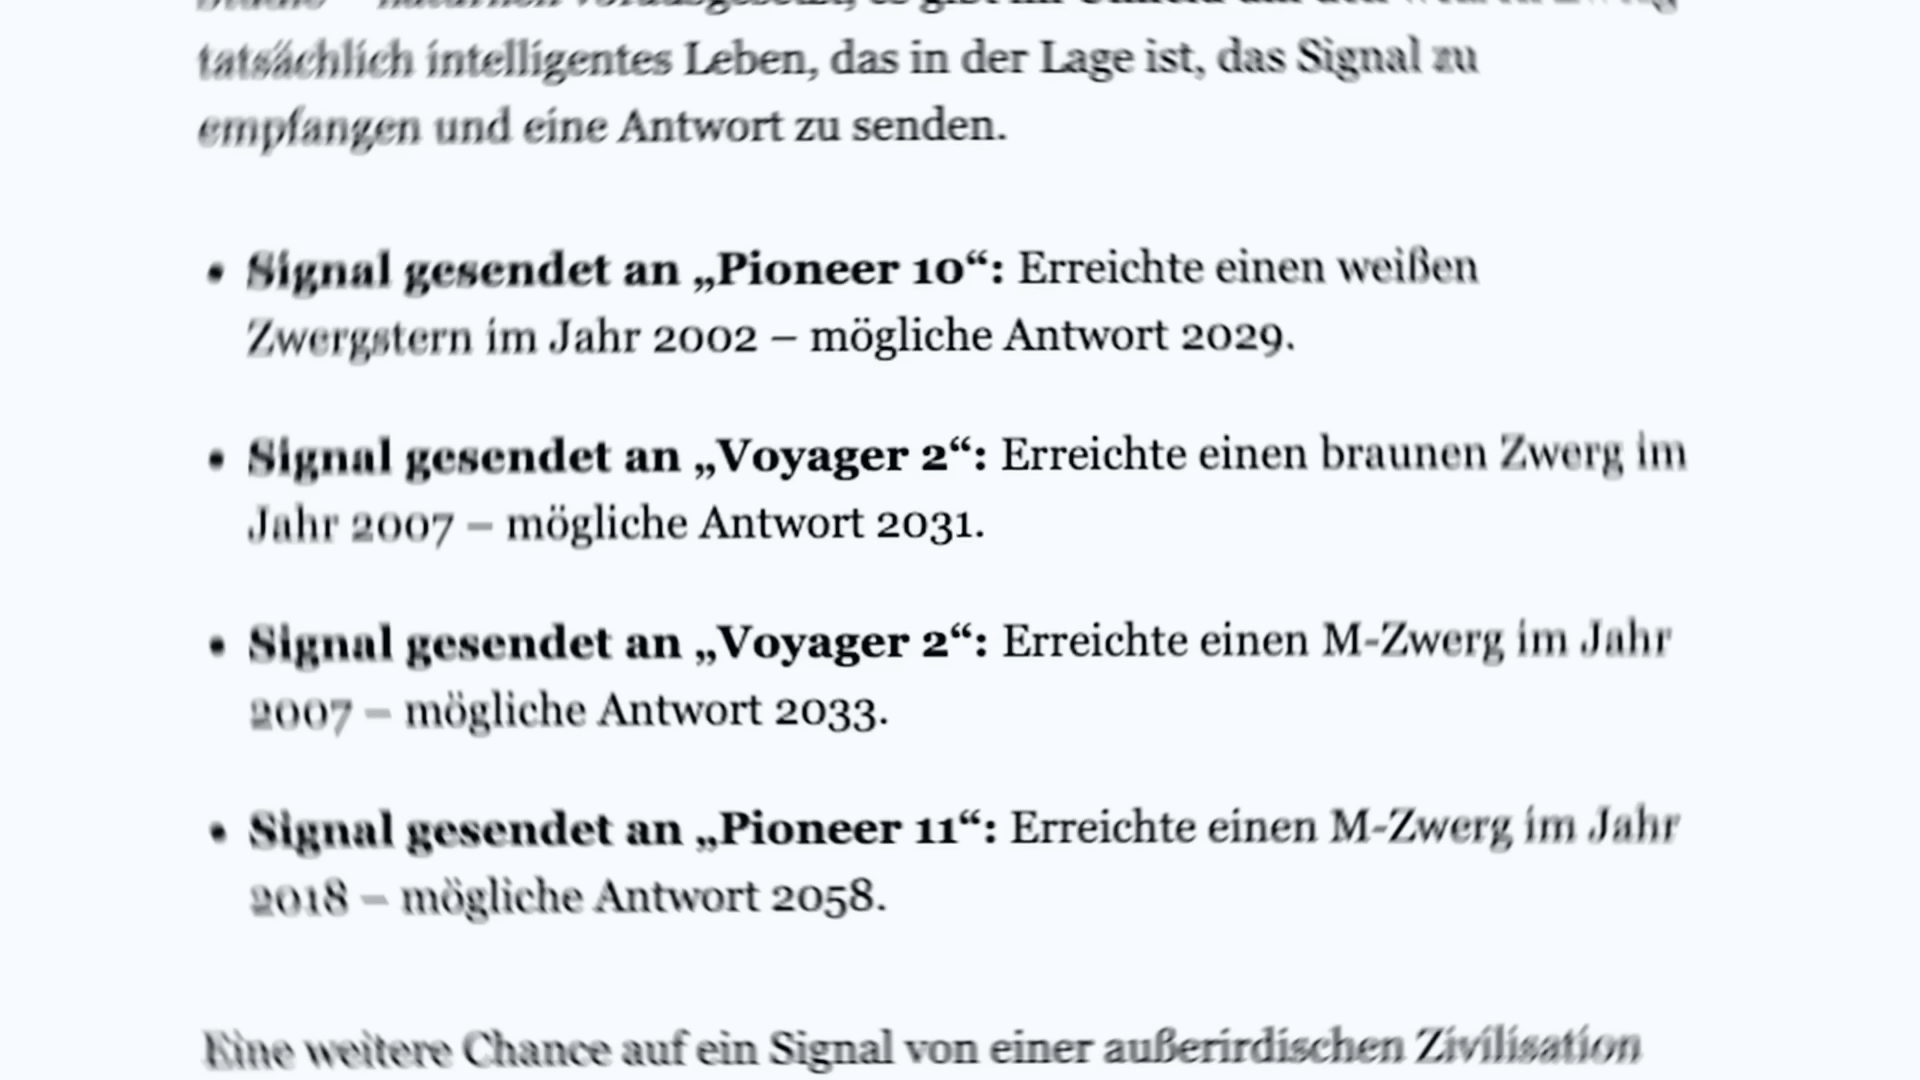 tatsächlich intelligentes Leben, das in der Lage ist, das Signal zu
empfangen und eine Antwort zu senden.
• Signal gesendet an „Pioneer 10“: Erreichte einen weißen
Zwergstern im Jahr 2002 – mögliche Antwort 2029.
• Signal gesendet an „Voyager 2“: Erreichte einen braunen Zwerg im
Jahr 2007 – mögliche Antwort 2031.
• Signal gesendet an „Voyager 2“: Erreichte einen M-Zwerg im Jahr
2007 – mögliche Antwort 2033.
• Signal gesendet an „Pioneer 11“: Erreichte einen M-Zwerg im Jahr
2018 – mögliche Antwort 2058.
Eine weitere Chance auf ein Signal von einer außerirdischen Zivilisation